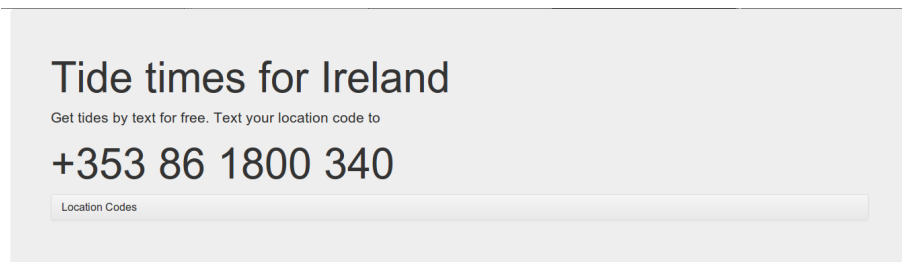 Tide times for Ireland
Get tides by text for free. Text your location code to
+353 86 1800 340
Location Codes